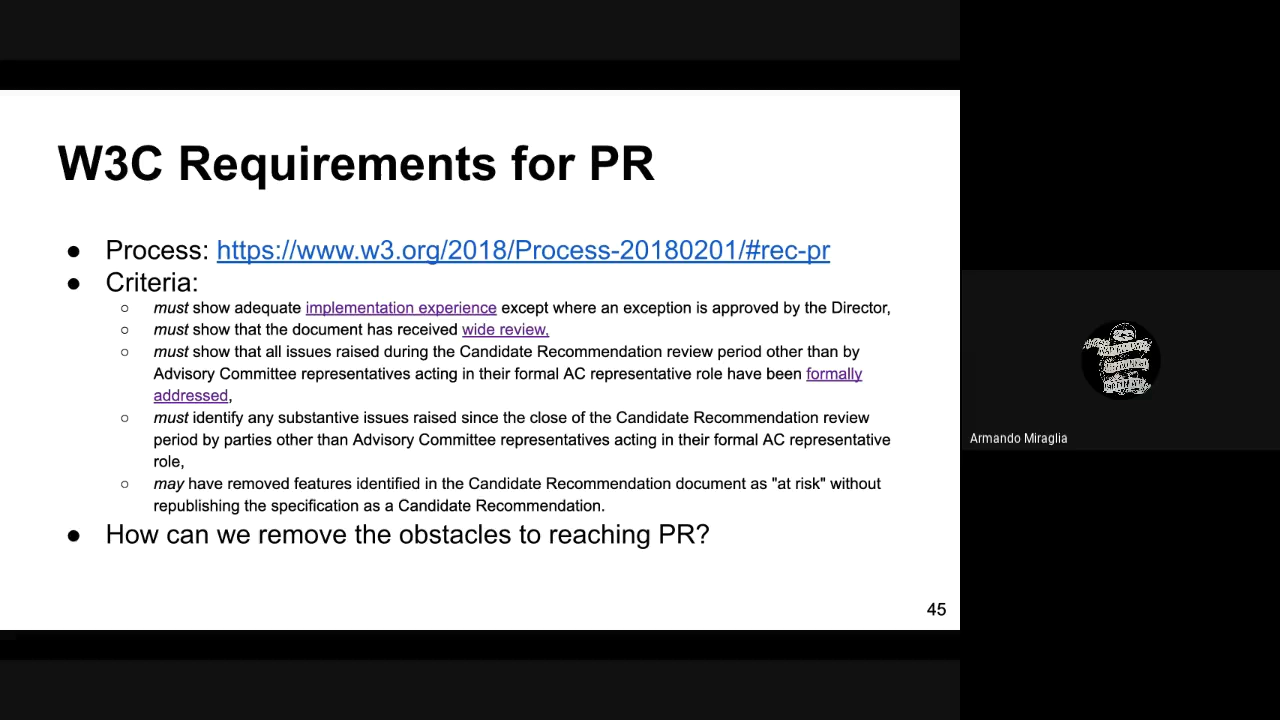 W3C Requirements for PR
● Process: https://www.w3.org/2018/Process-20180201/#rec-pr
● Criteria:
○ must show adequate implementation experience except where an exception is approved by the Director,
○ must show that the document has received wide review,
○ must show that all issues raised during the Candidate Recommendation review period other than by
Advisory Committee representatives acting in their formal AC representative role have been formally
addressed,
○ must identify any substantive issues raised since the close of the Candidate Recommendation review
period by parties other than Advisory Committee representatives acting in their formal AC representative
role,
○ may have removed features identified in the Candidate Recommendation document as "at risk" without
republishing the specification as a Candidate Recommendation.
● How can we remove the obstacles to reaching PR?
45
Armando Miraglia